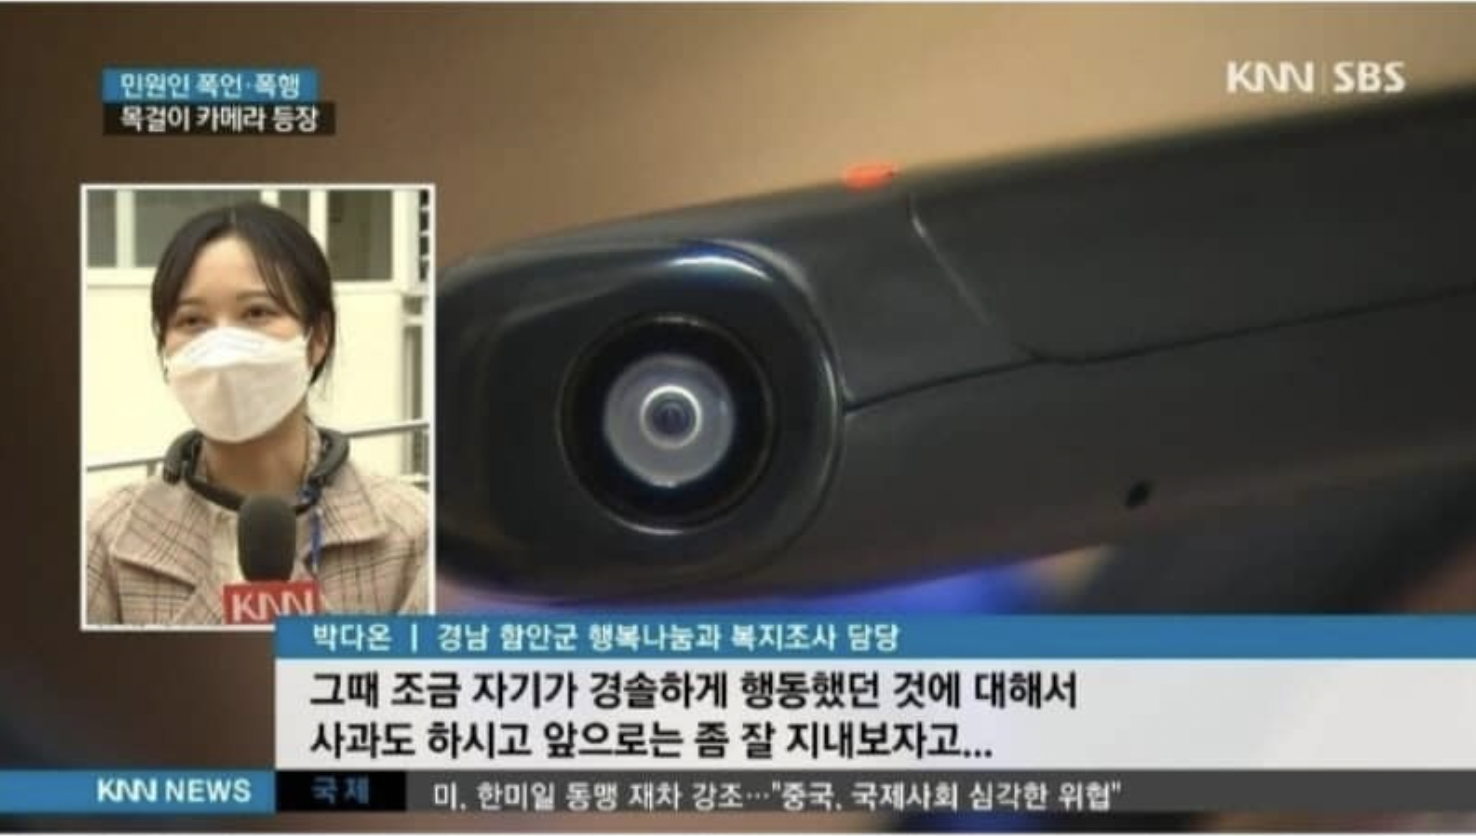 민원인 폭언·폭행
목걸이 카메라 등장
KNN SBS
KNN
박다온 | 경남 함안군 행복나눔과 복지조사 담당
그때 조금 자기가 경솔하게 행동했던 것에 대해서
사과도 하시고 앞으로는 좀 잘 지내보자고...
KNN NEWS
국제
미, 한미일 동맹 재차 강조…"중국, 국제사회 심각한 위협"